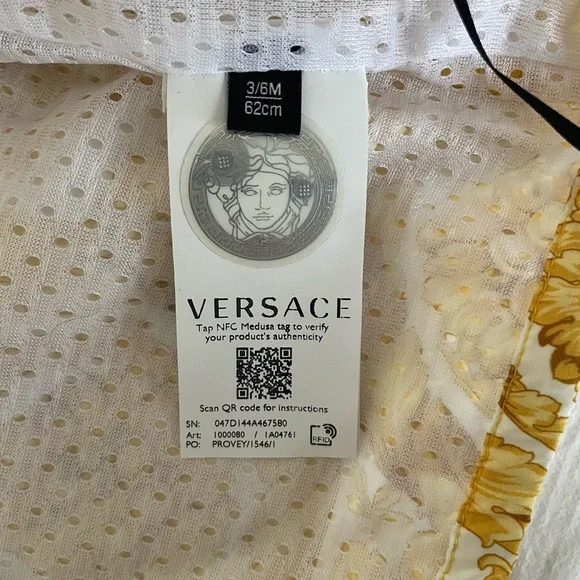 3/6M
62cm
VERSACE
Tap NFC Medusa tag to verify
your product's authenticity
Scan QR code for instructions
SN: 047D144A467580
Art: 1000080 / 1A04761
PO: PROVEY/1546/1
RFID